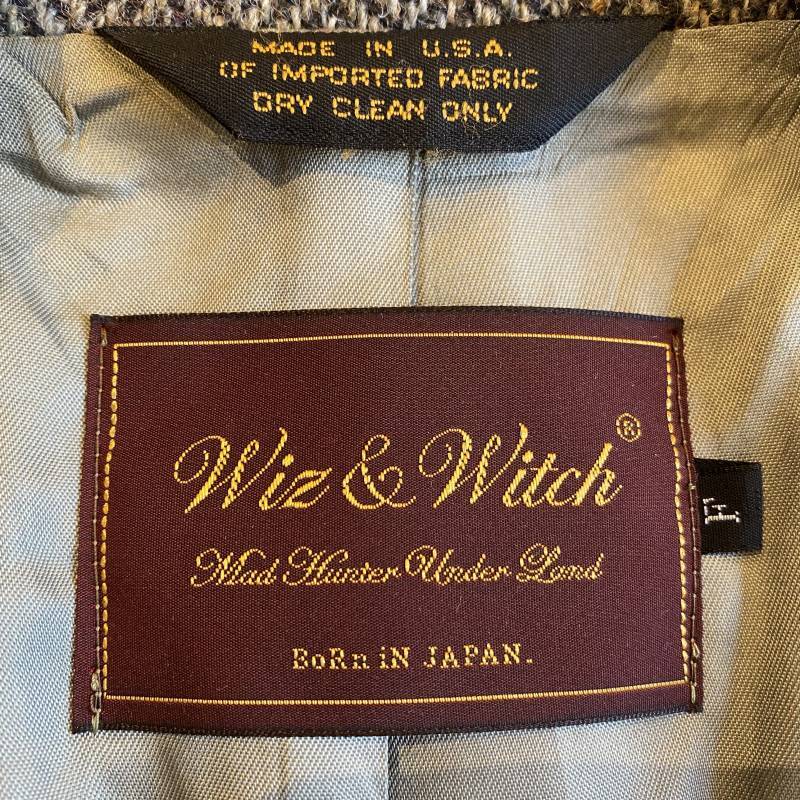 MADE IN U.S.A.
OF IMPORTED FABRIC
DRY CLEAN ONLY
Wiz & Witch®
Mad Hunter Under Land
BoRn iN JAPAN.
F